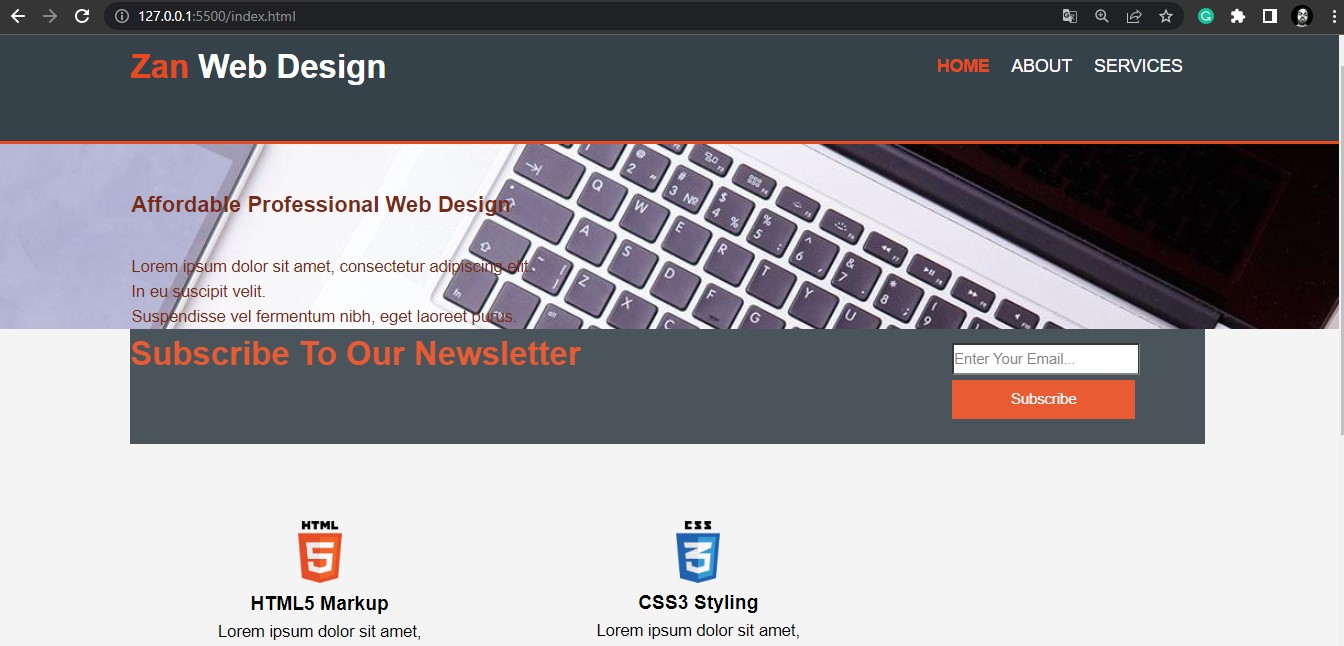 127.0.0.1:5500/index.html
Zan Web Design
HOME ABOUT SERVICES
Affordable Professional Web Design
Lorem ipsum dolor sit amet, consectetur adipiscing elit.
In eu suscipit velit.
Suspendisse vel fermentum nibh, eget laoreet purus.
Subscribe To Our Newsletter
Enter Your Email...
Subscribe
HTML
5
HTML5 Markup
Lorem ipsum dolor sit amet,
CSS
3
CSS3 Styling
Lorem ipsum dolor sit amet,